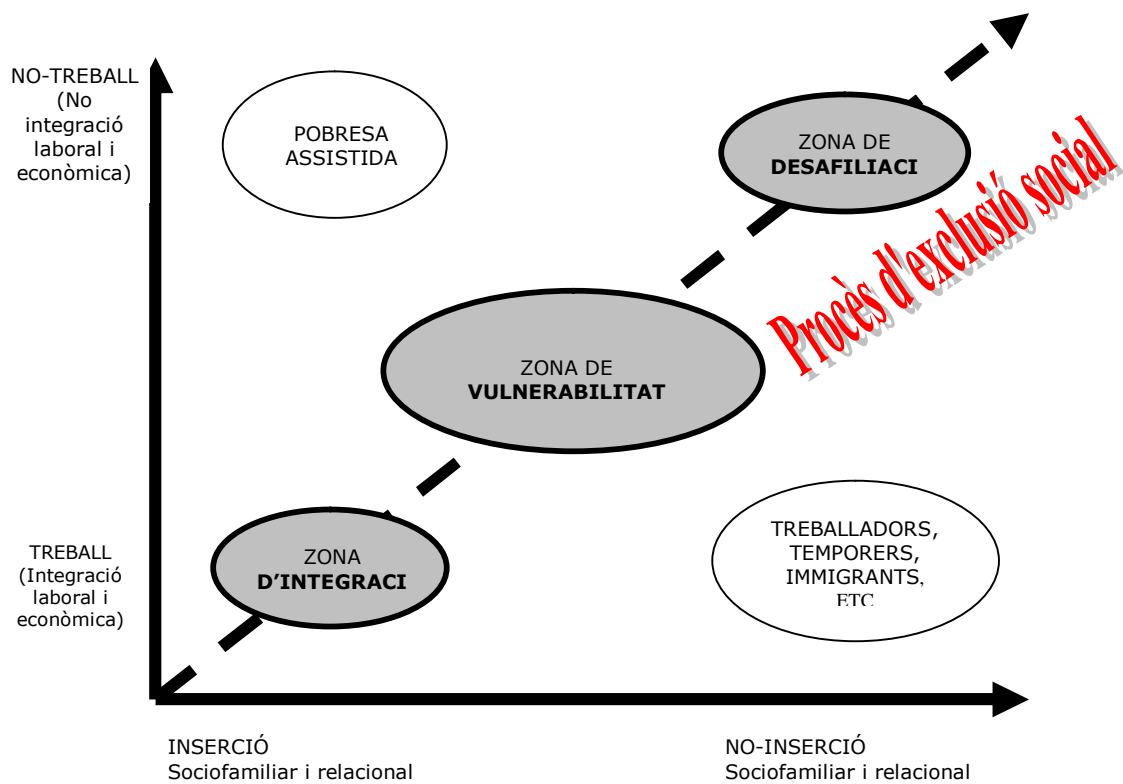 NO-TREBALL
(No
integració
laboral i
econòmica)
POBRESA
ASSISTIDA
ZONA DE
DESAFILIACI
Procès d'exclusió social
ZONA DE
VULNERABILITAT
TREBALL
(Integració
laboral i
econòmica)
ZONA
D'INTEGRACI
TREBALLADORS,
TEMPORERS,
IMMIGRANTS,
ETC
INSERCIÓ
Sociofamiliar i relacional
NO-INSERCIÓ
Sociofamiliar i relacional